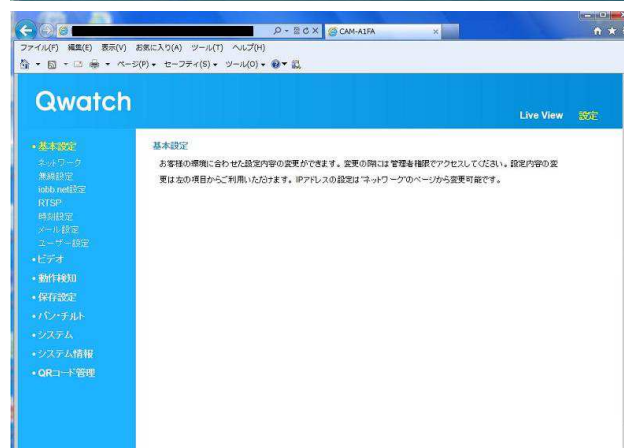 CAM-A1FA
ファイル(F) 編集(E) 表示(V) お気に入り(A) ツール(T) ヘルプ(H)
ページ(P) セーフティ(S) ツール(O)
Qwatch
Live View 設定
・基本設定
ネットワーク
無線設定
iobb.net設定
RTSP
時刻設定
メール設定
ユーザー設定
・ビデオ
・動作検知
・保存設定
・パン・チルト
・システム
・システム情報
・QRコード管理
基本設定
お客様の環境に合わせた設定内容の変更ができます。変更の際には管理者権限でアクセスしてください。設定内容の変
更は左の項目からご利用いただけます。IPアドレスの設定は"ネットワーク"のページから変更可能です。